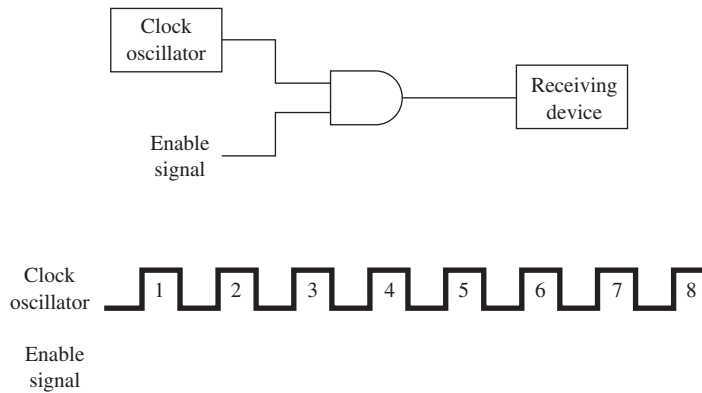 Clock
oscillator
Receiving
device
Enable
signal
Clock
oscillator
1 2 3 4 5 6 7 8
Enable
signal